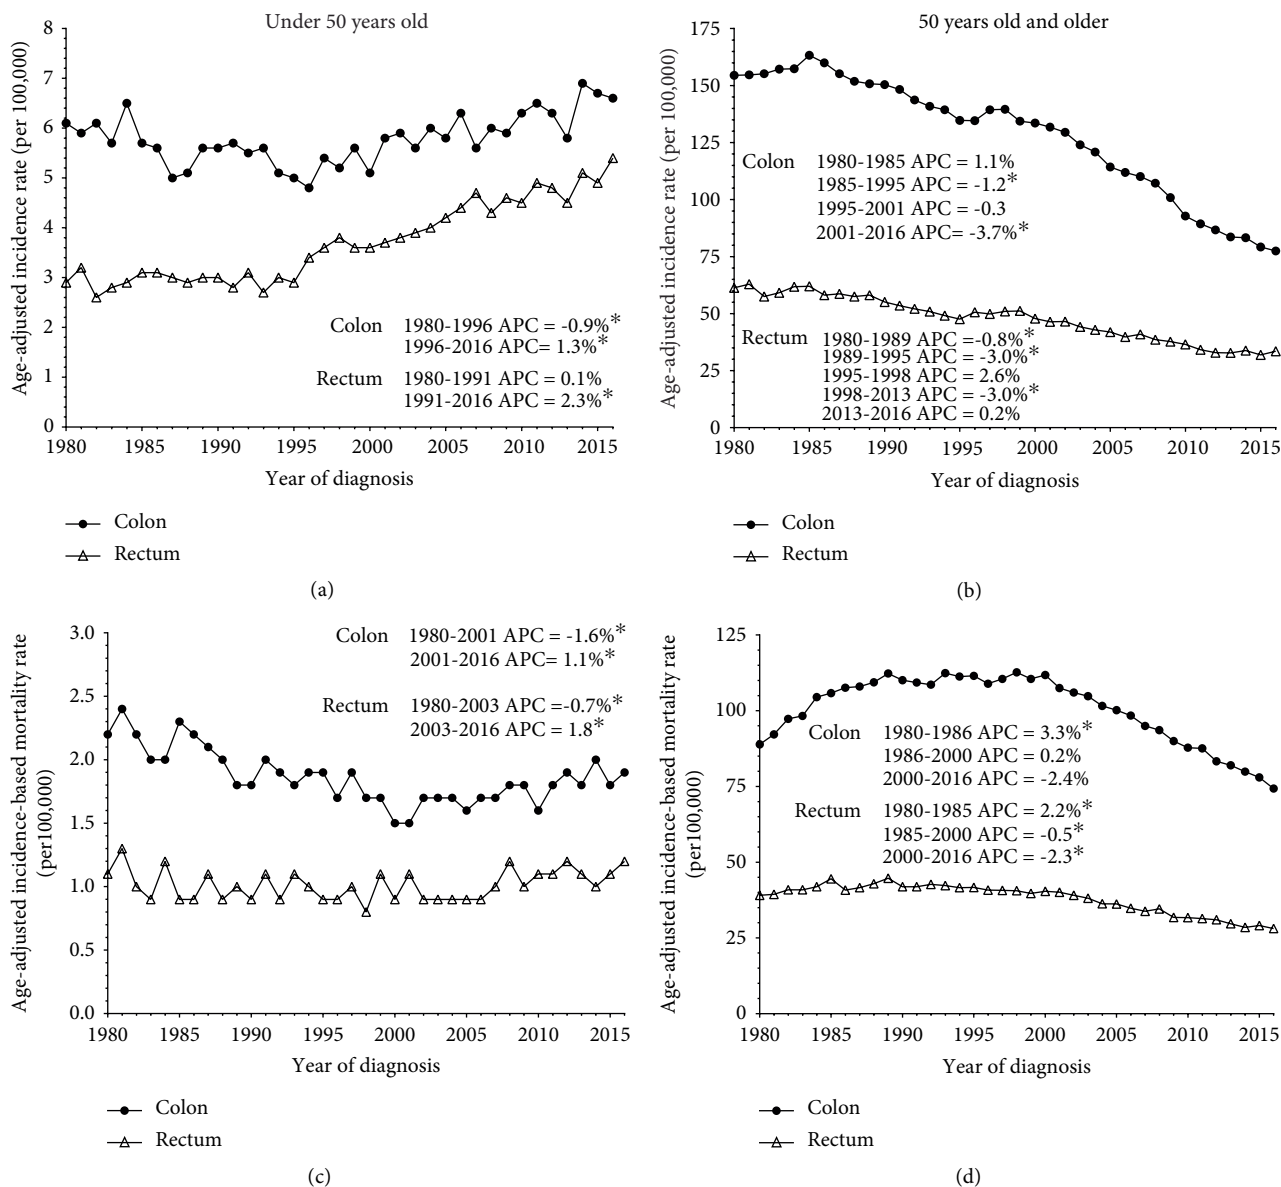 Under 50 years old
Age-adjusted incidence rate (per 100,000)
8
7
6
5
4
3
2
1
0
Colon 1980-1996 APC = -0.9%*
1996-2016 APC= 1.3%*
Rectum 1980-1991 APC = 0.1%
1991-2016 APC = 2.3%*
1980 1985 1990 1995 2000 2005 2010 2015
Year of diagnosis
Colon
Rectum
(a)
50 years old and older
Age-adjusted incidence rate (per 100,000)
175
150
125
100
75
50
25
0
Colon 1980-1985 APC = 1.1%
1985-1995 APC = -1.2*
1995-2001 APC = -0.3
2001-2016 APC= -3.7%*
Rectum 1980-1989 APC =-0.8%*
1989-1995 APC = -3.0%*
1995-1998 APC = 2.6%
1998-2013 APC = -3.0%*
2013-2016 APC = 0.2%
1980 1985 1990 1995 2000 2005 2010 2015
Year of diagnosis
Colon
Rectum
(b)
Age-adjusted incidence-based mortality rate
(per100,000)
3.0
2.5
2.0
1.5
1.0
0.5
0.0
Colon 1980-2001 APC = -1.6%*
2001-2016 APC= 1.1%*
Rectum 1980-2003 APC =-0.7%*
2003-2016 APC = 1.8*
1980 1985 1990 1995 2000 2005 2010 2015
Year of diagnosis
Colon
Rectum
(c)
Age-adjusted incidence-based mortality rate
(per100,000)
125
100
75
50
25
0
Colon 1980-1986 APC = 3.3%*
1986-2000 APC = 0.2%
2000-2016 APC = -2.4%
Rectum 1980-1985 APC = 2.2%*
1985-2000 APC = -0.5*
2000-2016 APC = -2.3*
1980 1985 1990 1995 2000 2005 2010 2015
Year of diagnosis
Colon
Rectum
(d)